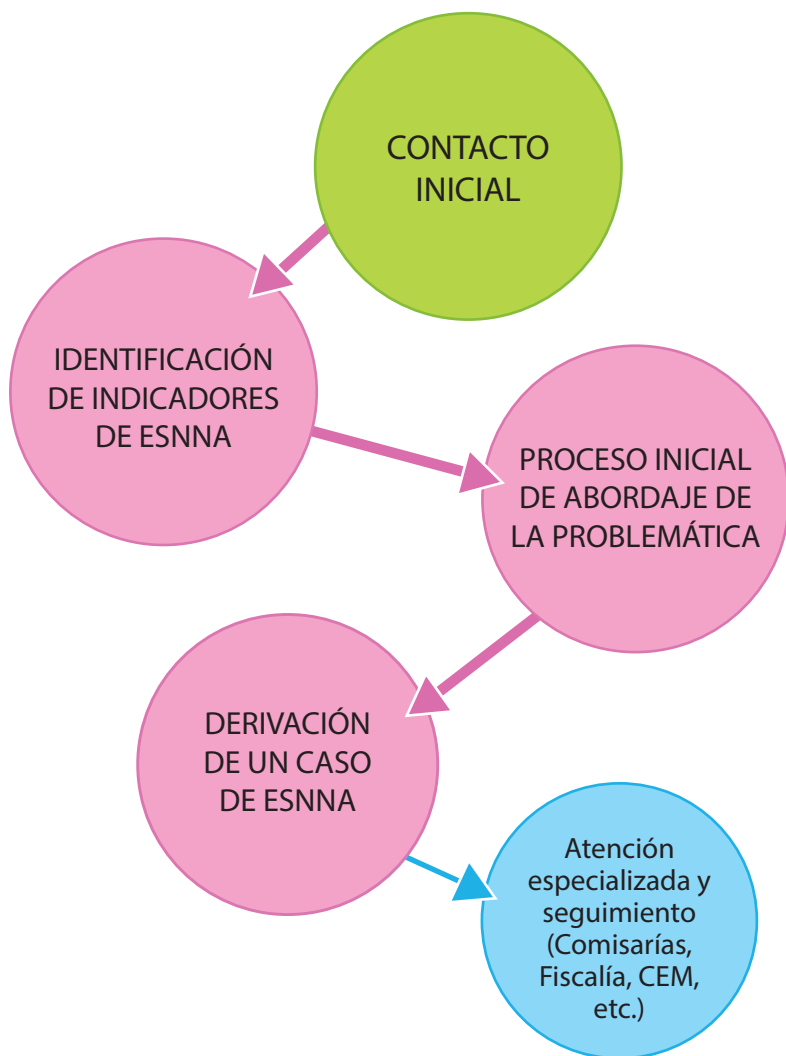 CONTACTO
INICIAL
IDENTIFICACIÓN
DE INDICADORES
DE ESNNA
PROCESO INICIAL
DE ABORDAJE DE
LA PROBLEMÁTICA
DERIVACIÓN
DE UN CASO
DE ESNNA
Atención
especializada y
seguimiento
(Comisarías,
Fiscalía, CEM,
etc.)